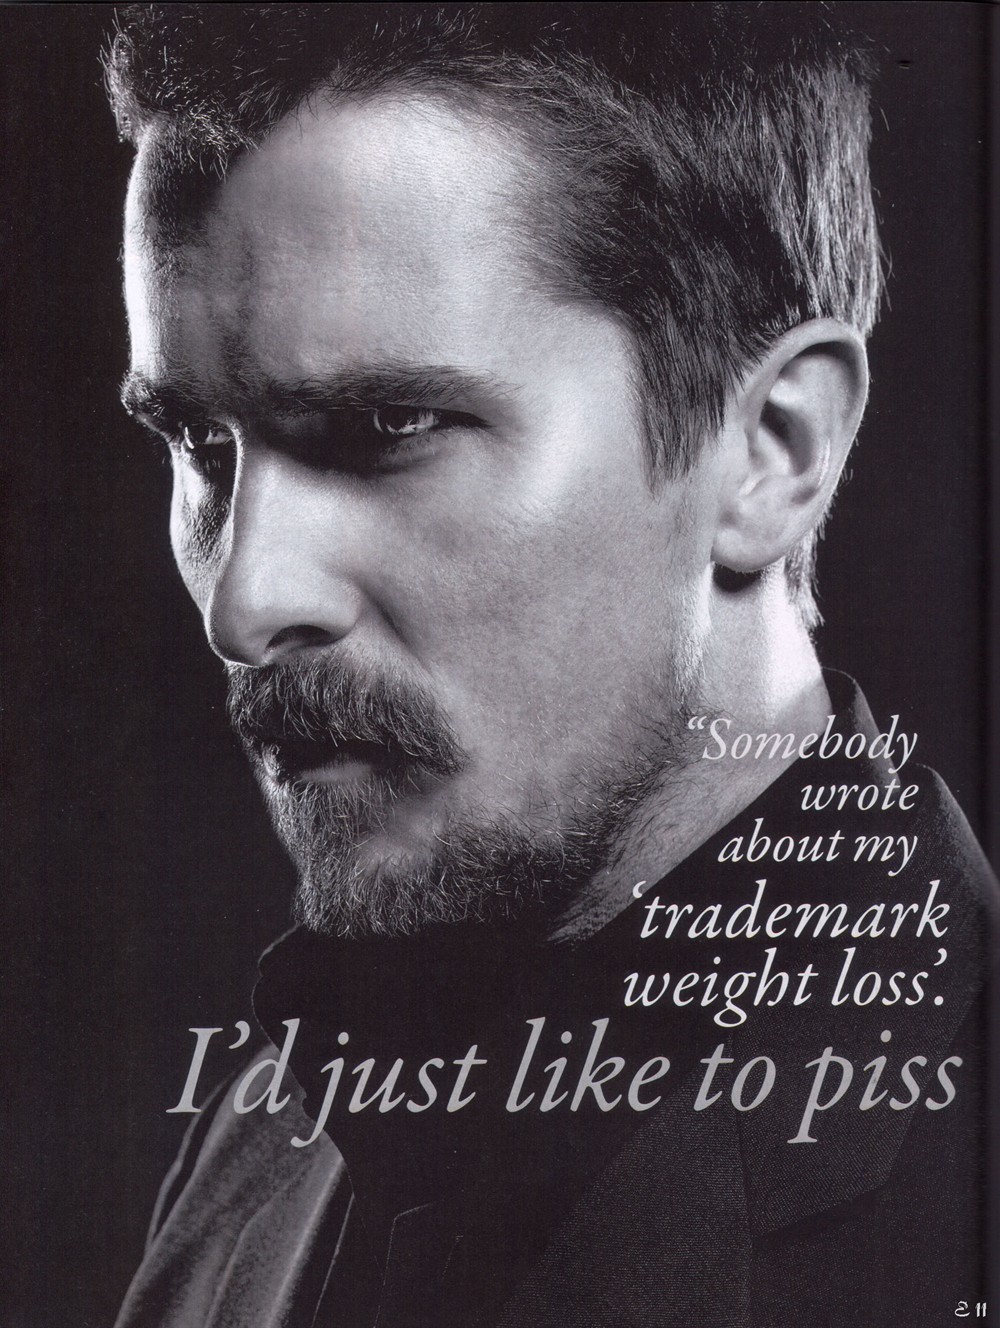 “Somebody
wrote
about my
‘trademark
weight loss’.
I’d just like to piss